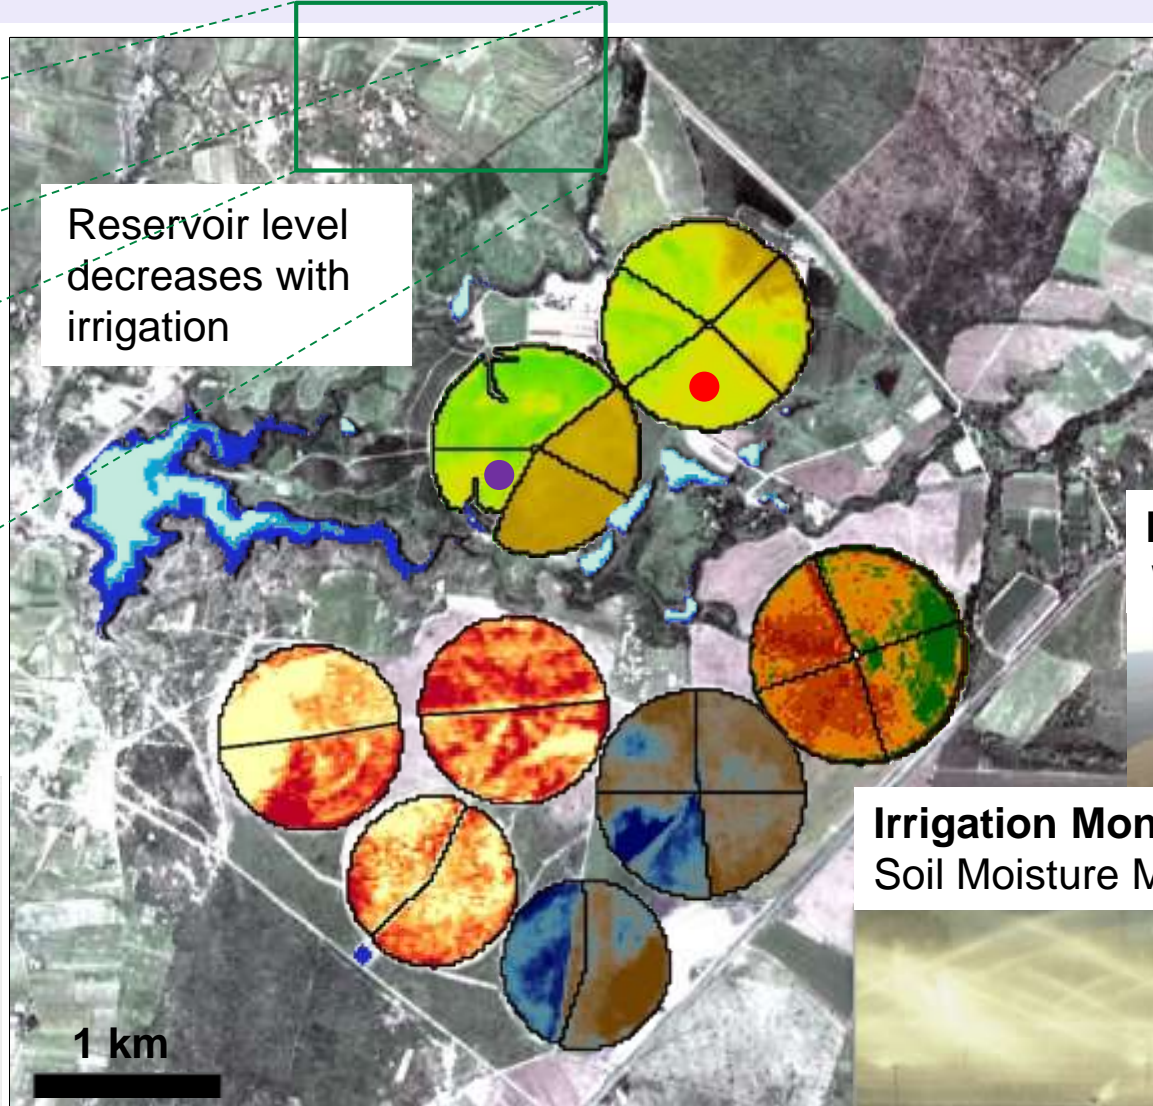 Reservoir level
decreases with
irrigation
Irrigation Mon
Soil Moisture M
1 km